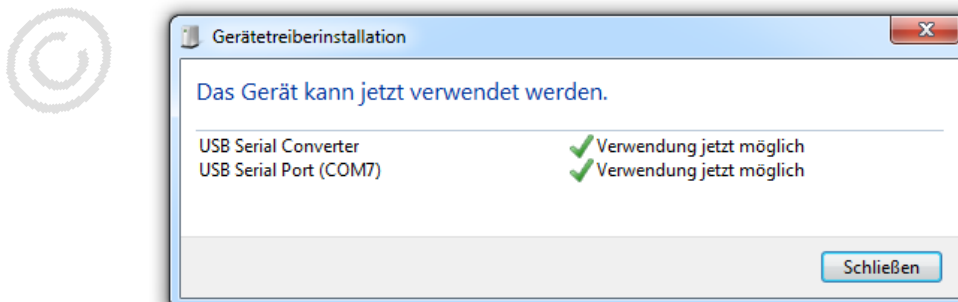 ©
Gerätetreiberinstallation
Das Gerät kann jetzt verwendet werden.
USB Serial Converter Verwendung jetzt möglich
USB Serial Port (COM7) Verwendung jetzt möglich
Schließen